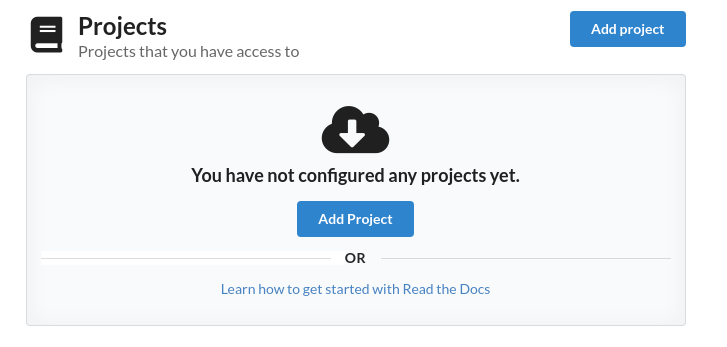 Projects
Add project
Projects that you have access to
You have not configured any projects yet.
Add Project
OR
Learn how to get started with Read the Docs